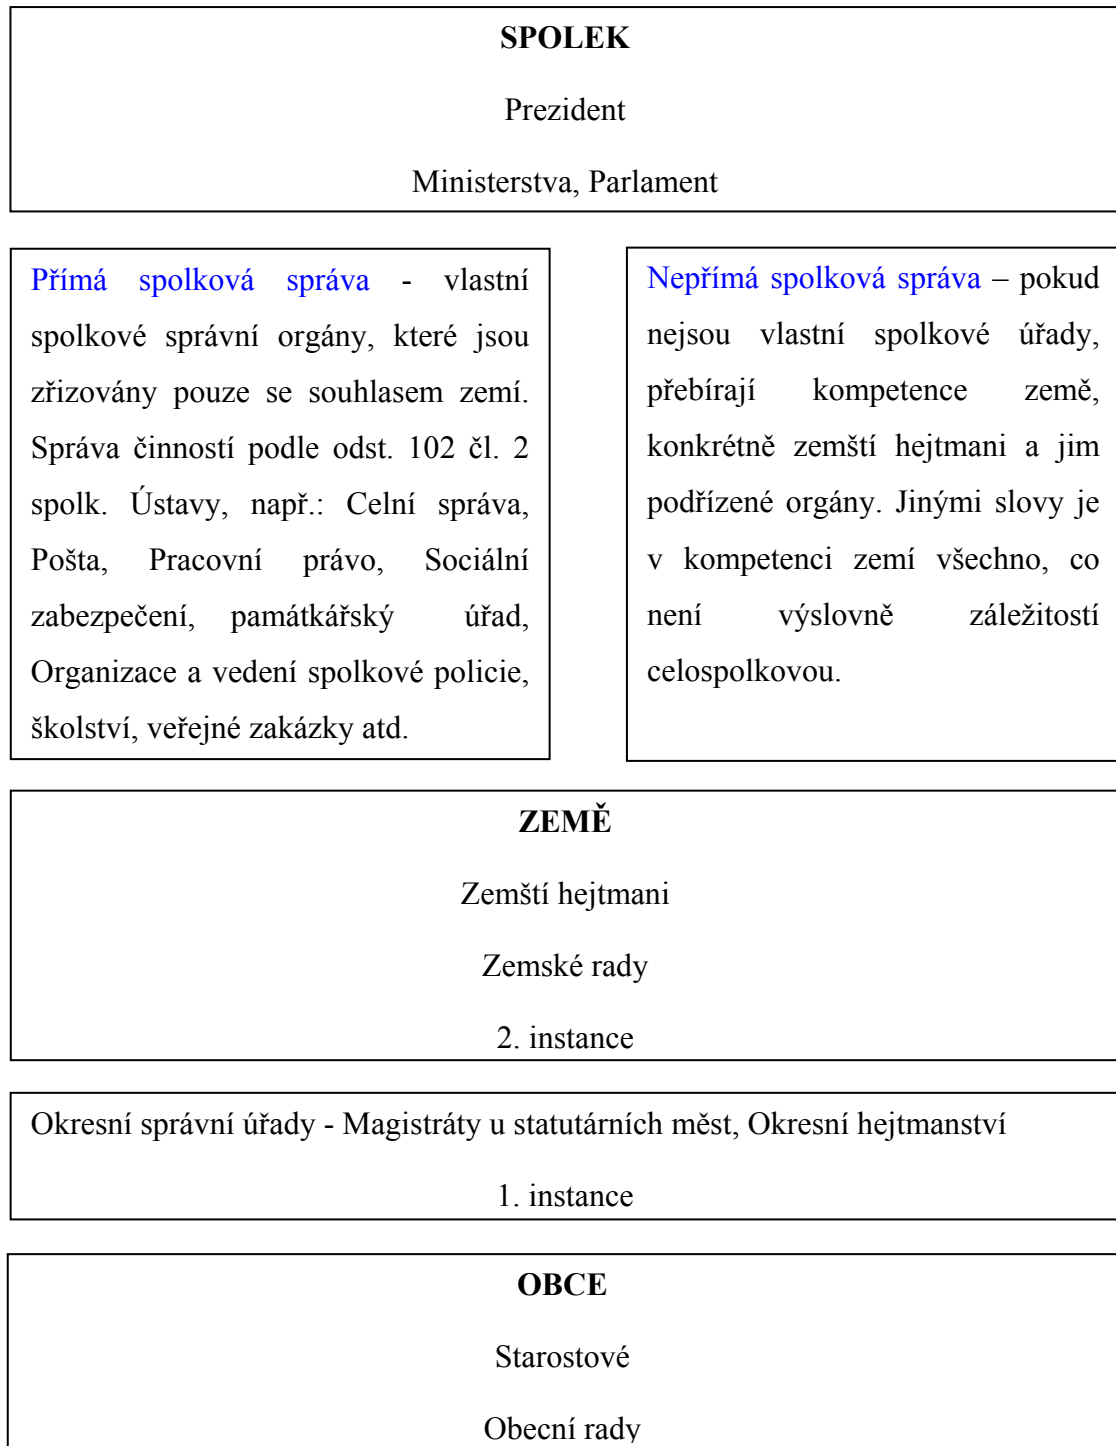 SPOLEK
Prezident
Ministerstva, Parlament
Přímá spolková správa - vlastní
spolkové správní orgány, které jsou
zřizovány pouze se souhlasem zemí.
Správa činností podle odst. 102 čl. 2
spolk. Ústavy, např.: Celní správa,
Pošta, Pracovní právo, Sociální
zabezpečení, památkářský úřad,
Organizace a vedení spolkové policie,
školství, veřejné zakázky atd.
Nepřímá spolková správa – pokud
nejsou vlastní spolkové úřady,
přebírají kompetence země,
konkrétně zemští hejtmani a jim
podřízené orgány. Jinými slovy je
v kompetenci zemí všechno, co
není výslovně záležitostí
celospolkovou.
ZEMĚ
Zemští hejtmani
Zemské rady
2. instance
Okresní správní úřady - Magistráty u statutárních měst, Okresní hejtmanství
1. instance
OBCE
Starostové
Obecní rady